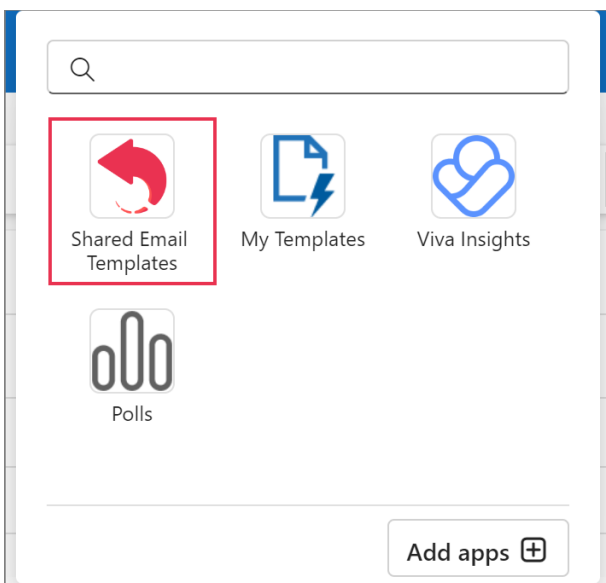 Shared Email
Templates
My Templates
Viva Insights
Polls
Add apps